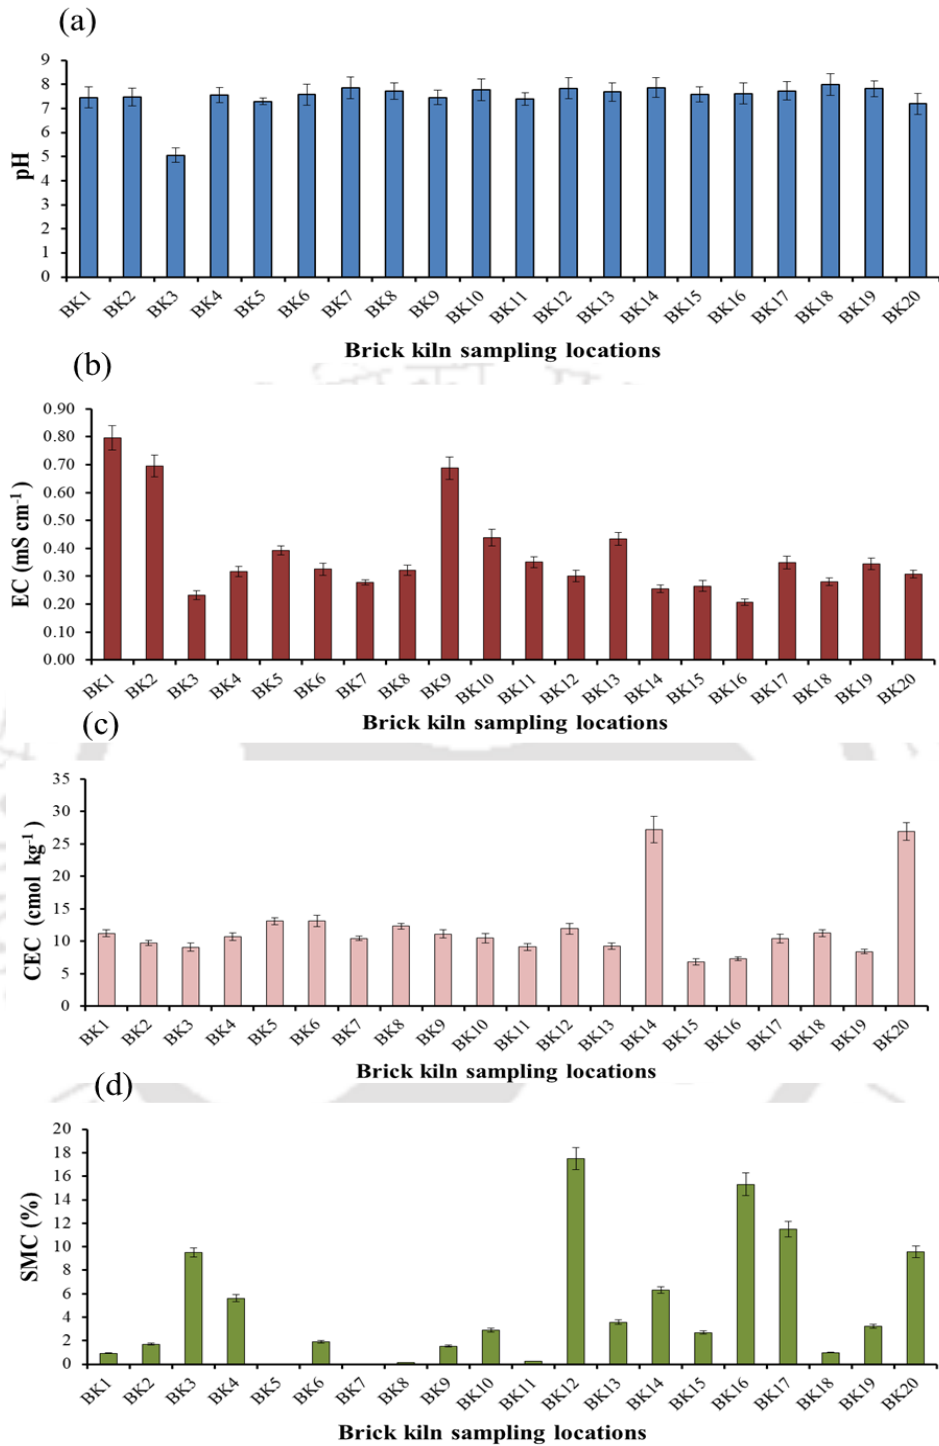 (a)
9
8
7
6
5
4
3
2
1
0
pH
BK1 BK2 BK3 BK4 BK5 BK6 BK7 BK8 BK9 BK10 BK11 BK12 BK13 BK14 BK15 BK16 BK17 BK18 BK19 BK20
Brick kiln sampling locations
(b)
0.90
0.80
0.70
0.60
0.50
0.40
0.30
0.20
0.10
0.00
EC (mS cm⁻¹ )
BK1 BK2 BK3 BK4 BK5 BK6 BK7 BK8 BK9 BK10 BK11 BK12 BK13 BK14 BK15 BK16 BK17 BK18 BK19 BK20
Brick kiln sampling locations
(c)
35
30
25
20
15
10
5
0
CEC (cmol kg⁻¹ )
BK1 BK2 BK3 BK4 BK5 BK6 BK7 BK8 BK9 BK10 BK11 BK12 BK13 BK14 BK15 BK16 BK17 BK18 BK19 BK20
Brick kiln sampling locations
(d)
20
18
16
14
12
10
8
6
4
2
0
SMC (%)
BK1 BK2 BK3 BK4 BK5 BK6 BK7 BK8 BK9 BK10 BK11 BK12 BK13 BK14 BK15 BK16 BK17 BK18 BK19 BK20
Brick kiln sampling locations